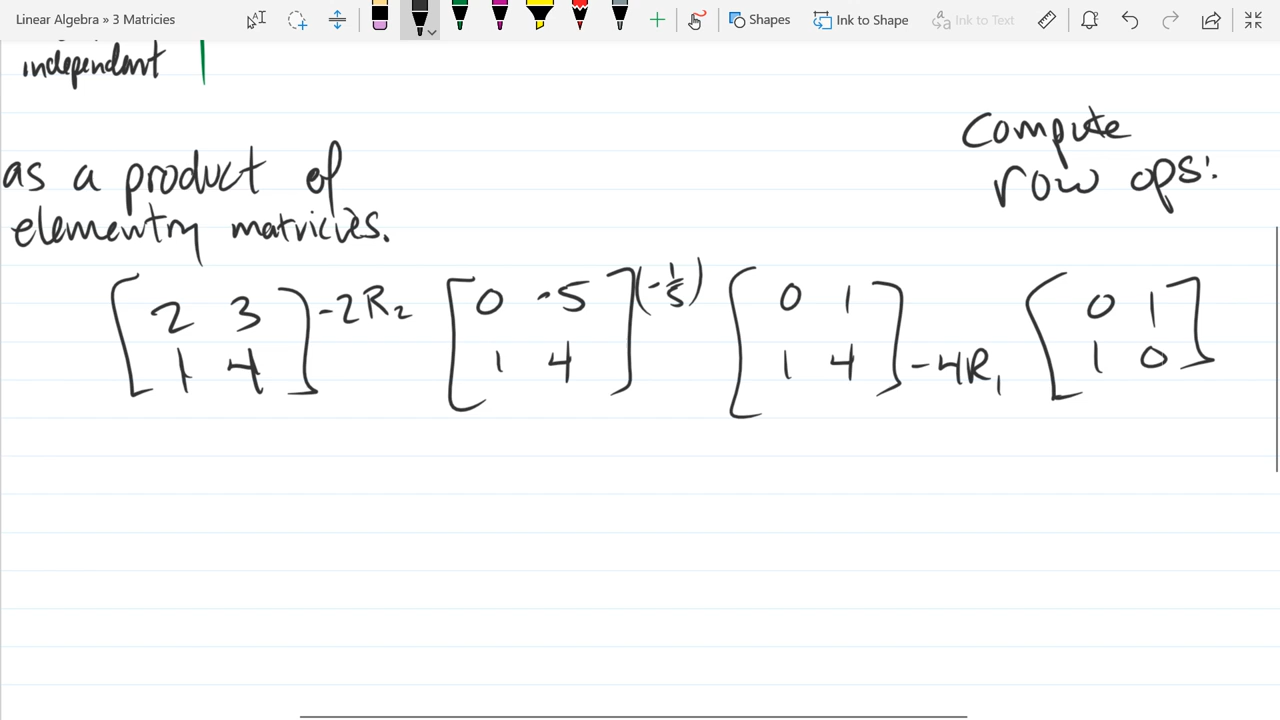 Linear Algebra » 3 Matricies
Shapes
Ink to Shape
Ink to Text
independant
Compute
row ops:
as a product of
elementry matricies.
[2 3] -2R₂ [0 -5] (-1/5) [0 1] [0 1]
[1 4] [1 4] [1 4] -4R₁ [1 0]